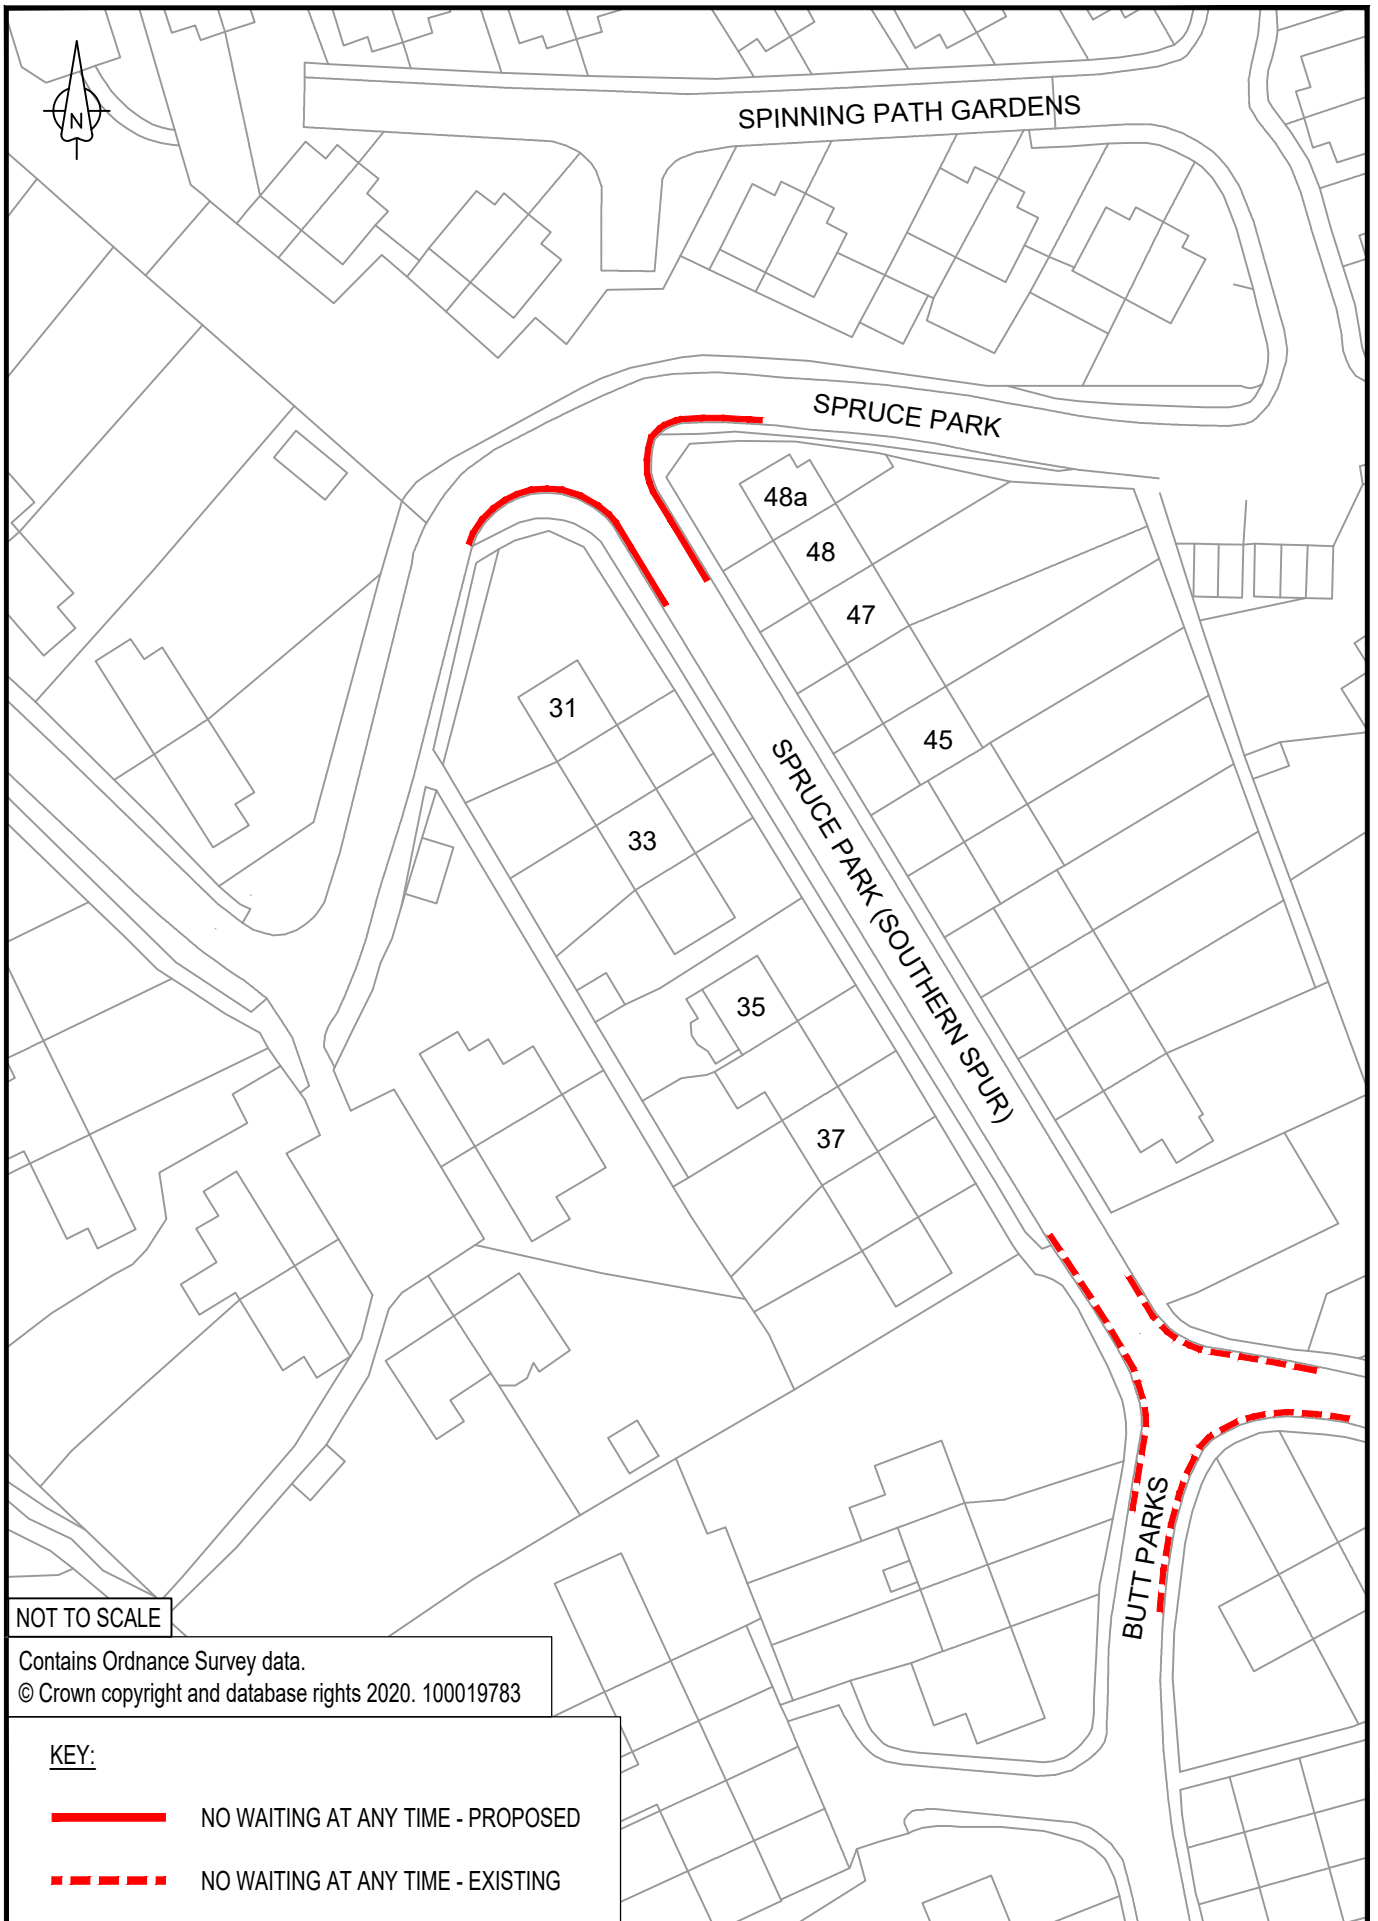 N
SPINNING PATH GARDENS
SPRUCE PARK
48a
48
47
31
45
SPRUCE PARK (SOUTHERN SPUR)
33
35
37
BUTT PARKS
NOT TO SCALE
Contains Ordnance Survey data.
© Crown copyright and database rights 2020. 100019783
KEY:
NO WAITING AT ANY TIME - PROPOSED
NO WAITING AT ANY TIME - EXISTING